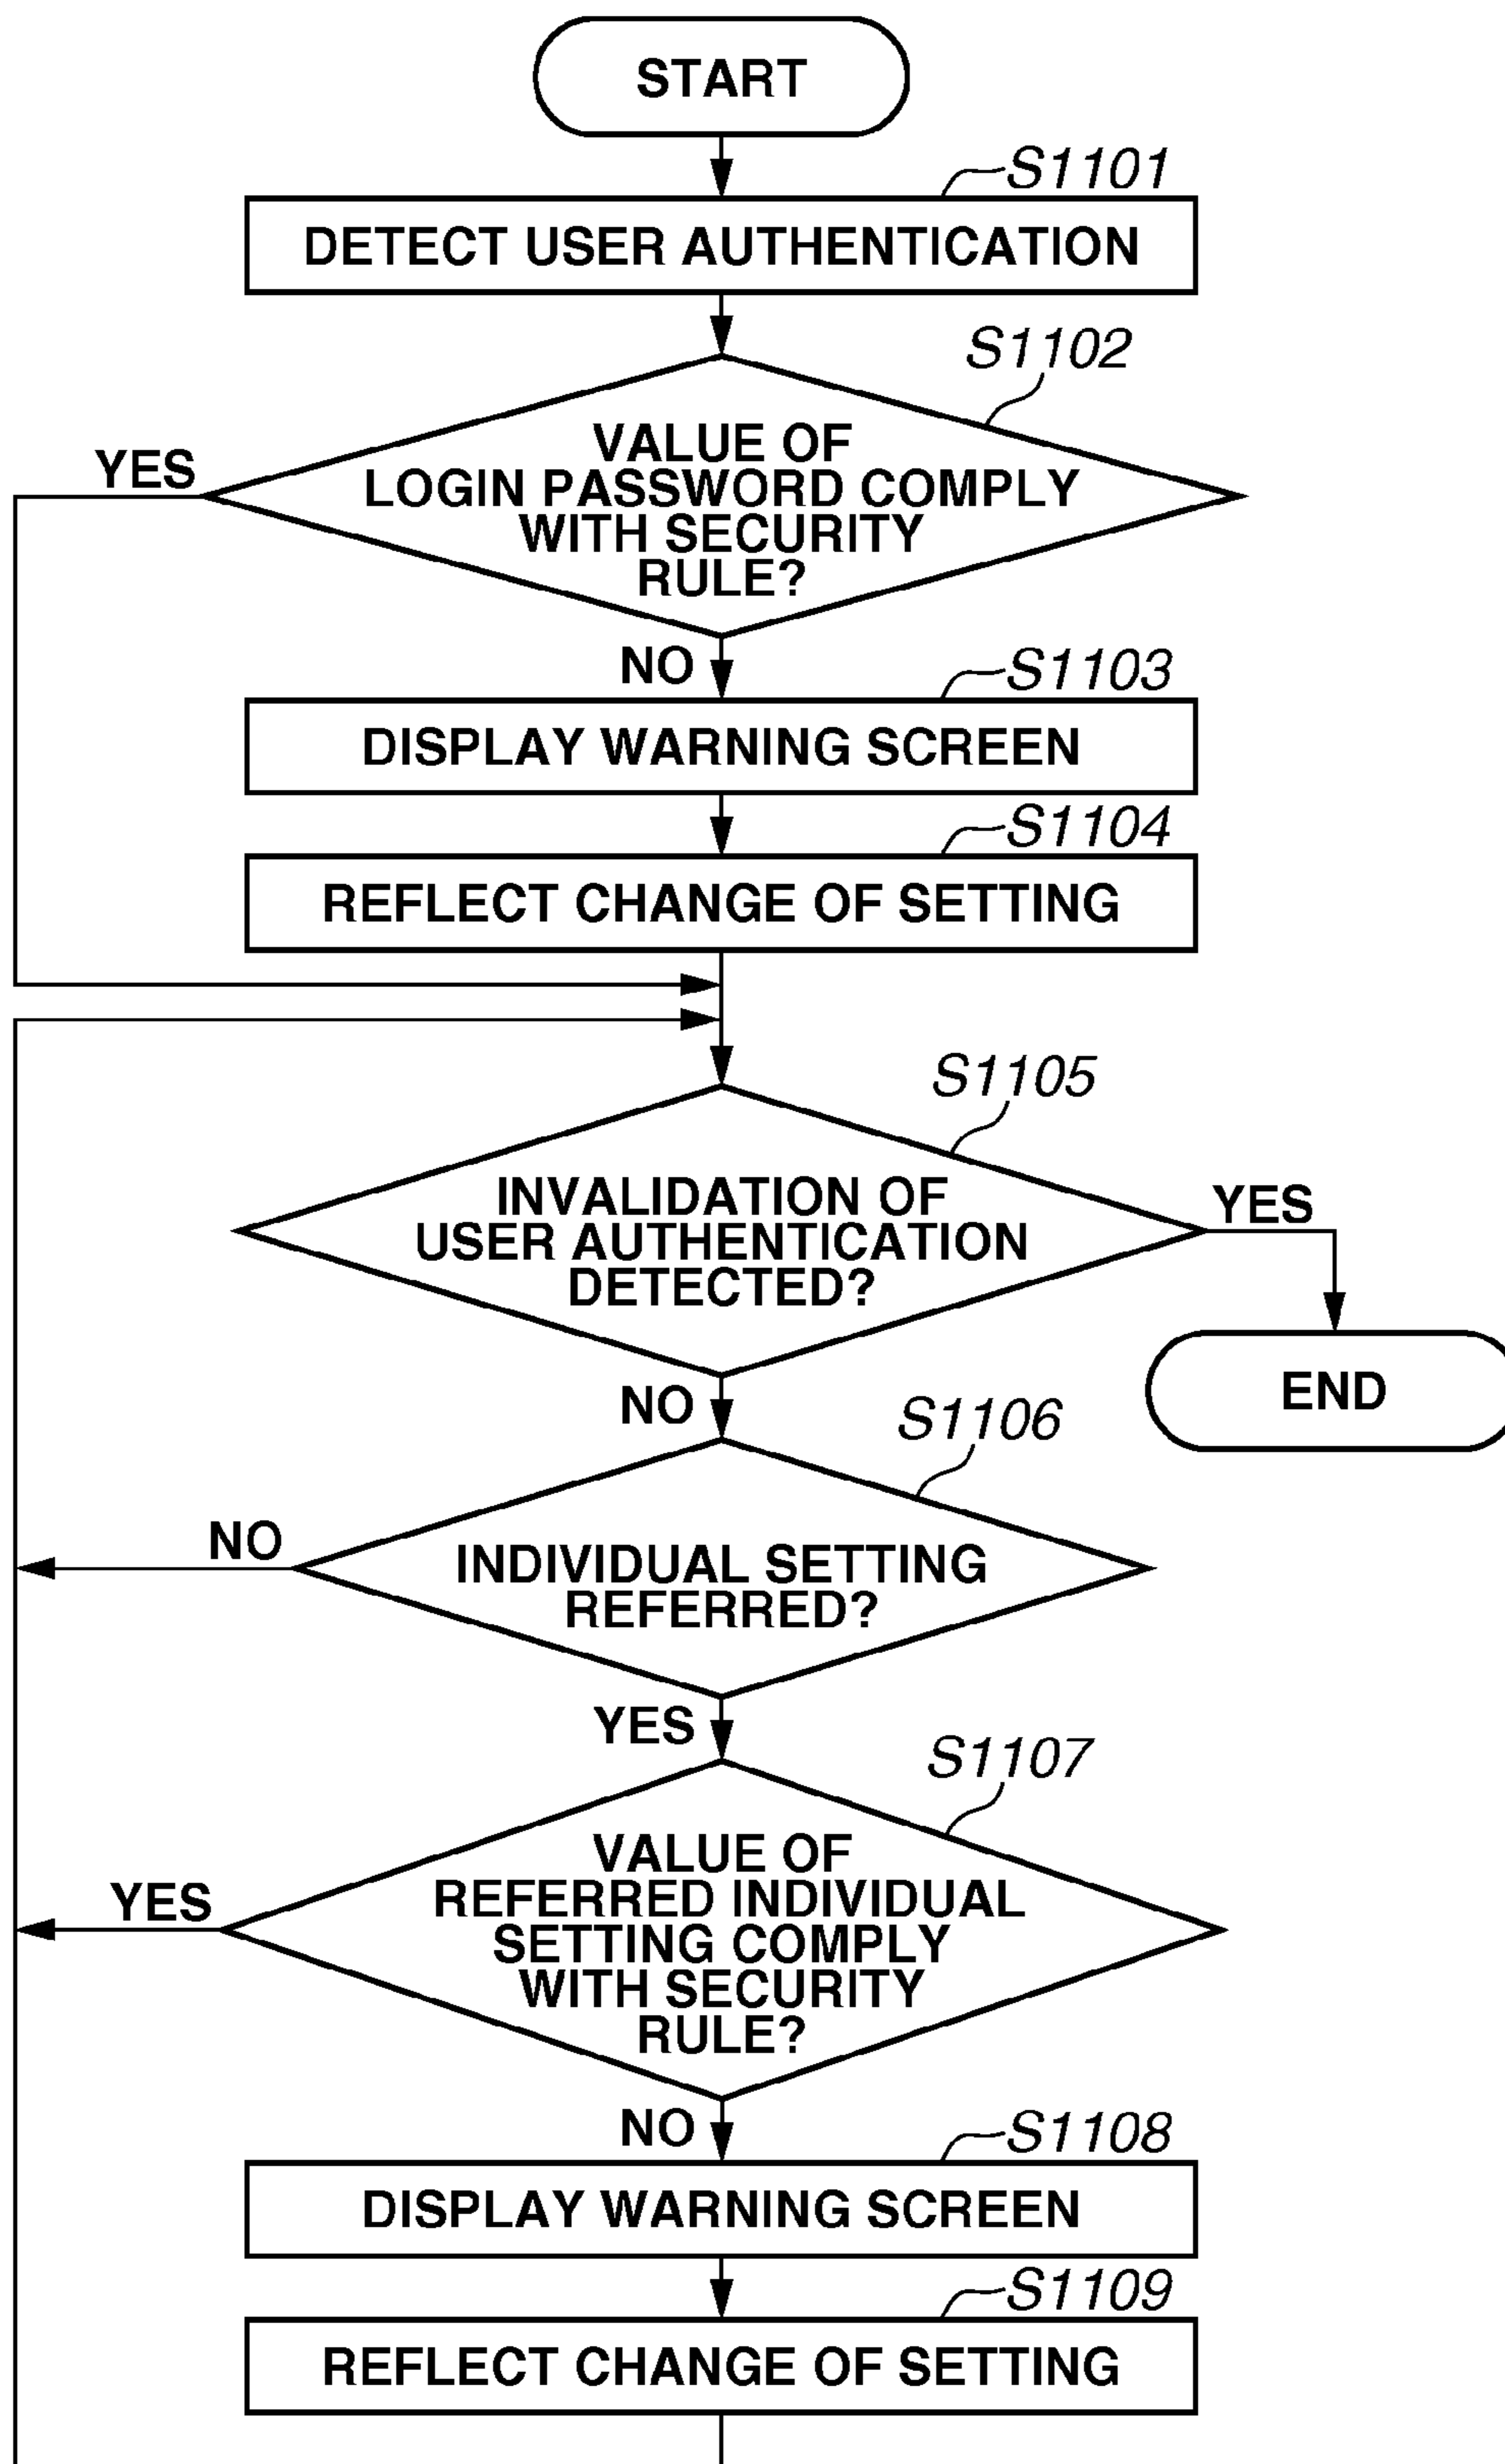 START
S1101
DETECT USER AUTHENTICATION
S1102
YES
VALUE OF
LOGIN PASSWORD COMPLY
WITH SECURITY
RULE?
NO
S1103
DISPLAY WARNING SCREEN
S1104
REFLECT CHANGE OF SETTING
S1105
INVALIDATION OF
USER AUTHENTICATION
DETECTED?
YES
END
NO
S1106
NO
INDIVIDUAL SETTING
REFERRED?
YES
S1107
VALUE OF
REFERRED INDIVIDUAL
SETTING COMPLY
WITH SECURITY
RULE?
YES
NO
S1108
DISPLAY WARNING SCREEN
S1109
REFLECT CHANGE OF SETTING